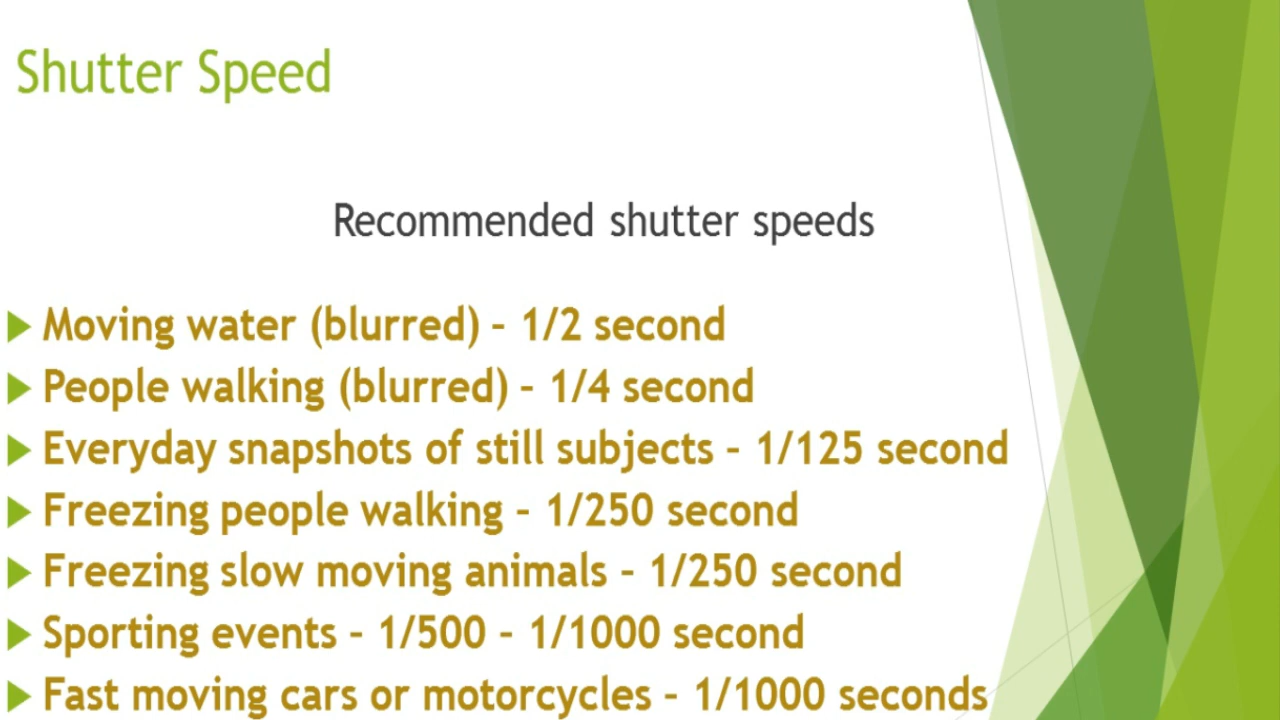 Shutter Speed
Recommended shutter speeds
Moving water (blurred) – 1/2 second
People walking (blurred) – 1/4 second
Everyday snapshots of still subjects – 1/125 second
Freezing people walking – 1/250 second
Freezing slow moving animals – 1/250 second
Sporting events – 1/500 – 1/1000 second
Fast moving cars or motorcycles – 1/1000 seconds